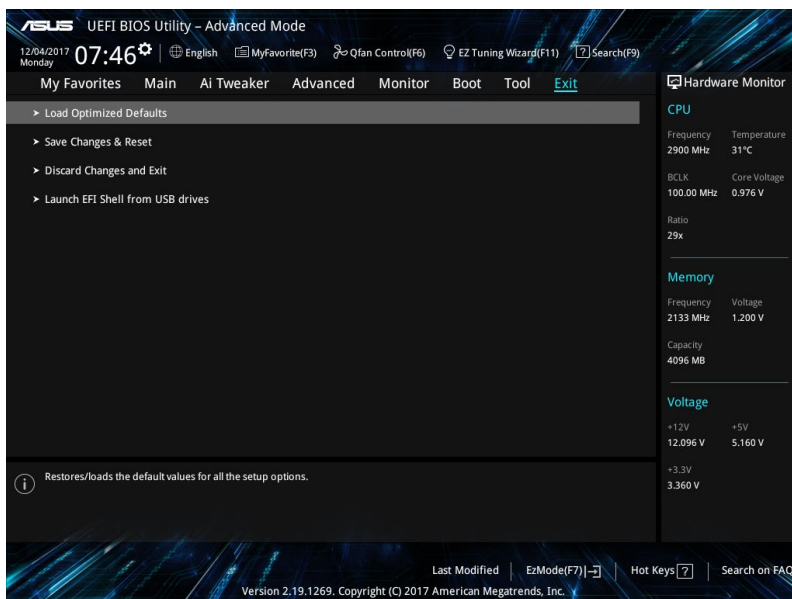 ASUS UEFI BIOS Utility – Advanced Mode
12/04/2017
Monday
07:46
English
MyFavorite(F3)
Qfan Control(F6)
EZ Tuning Wizard(F11)
? Search(F9)
My Favorites Main Ai Tweaker Advanced Monitor Boot Tool Exit
Hardware Monitor
➤ Load Optimized Defaults
➤ Save Changes & Reset
➤ Discard Changes and Exit
➤ Launch EFI Shell from USB drives
CPU
Frequency Temperature
2900 MHz 31°C
BCLK Core Voltage
100.00 MHz 0.976 V
Ratio
29x
Memory
Frequency Voltage
2133 MHz 1.200 V
Capacity
4096 MB
Voltage
+12V +5V
12.096 V 5.160 V
+3.3V
3.360 V
i Restores/loads the default values for all the setup options.
Last Modified | EzMode(F7) | Hot Keys ? | Search on FAQ
Version 2.19.1269. Copyright (C) 2017 American Megatrends, Inc.